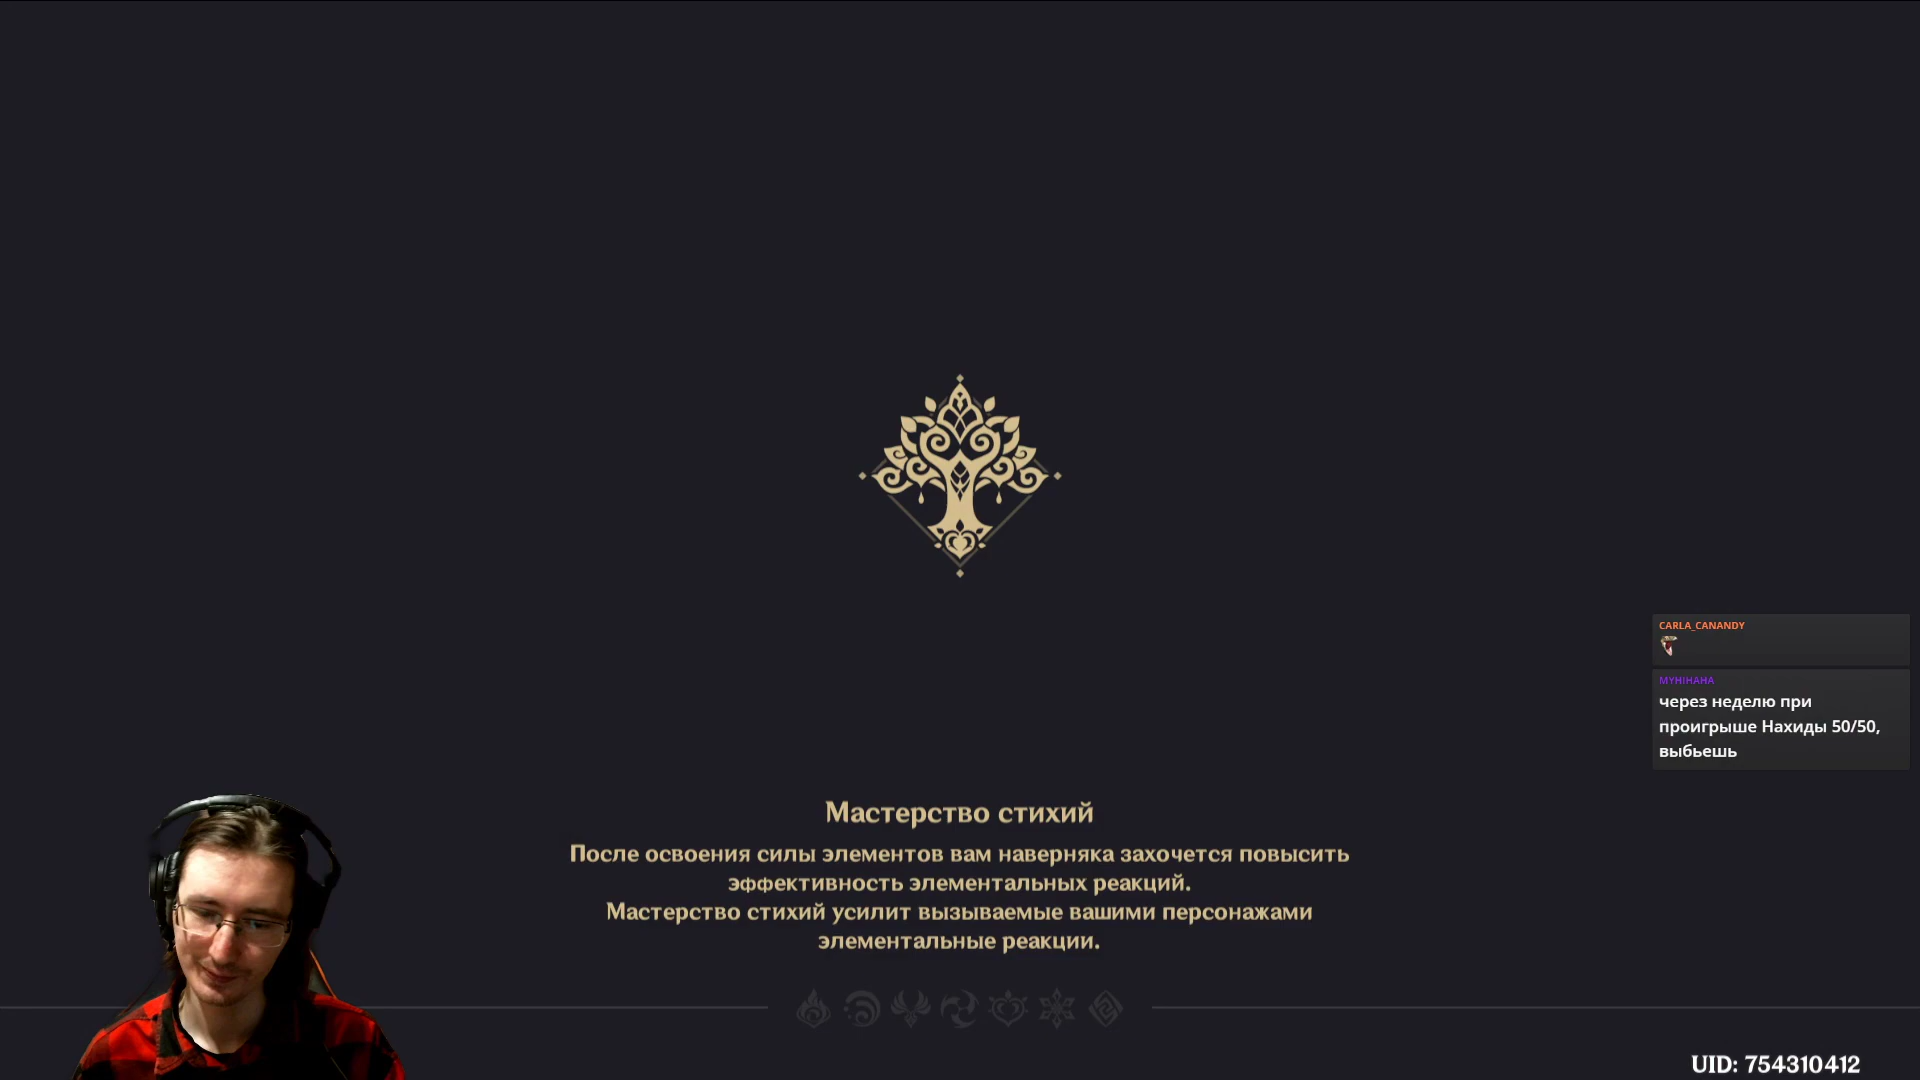 CARLA_CANANDY
MYHIHAHA
через неделю при
проигрыше Нахиды 50/50,
выбьешь
Мастерство стихий
После освоения силы элементов вам наверняка захочется повысить
эффективность элементальных реакций.
Мастерство стихий усилит вызываемые вашими персонажами
элементальные реакции.
UID: 754310412